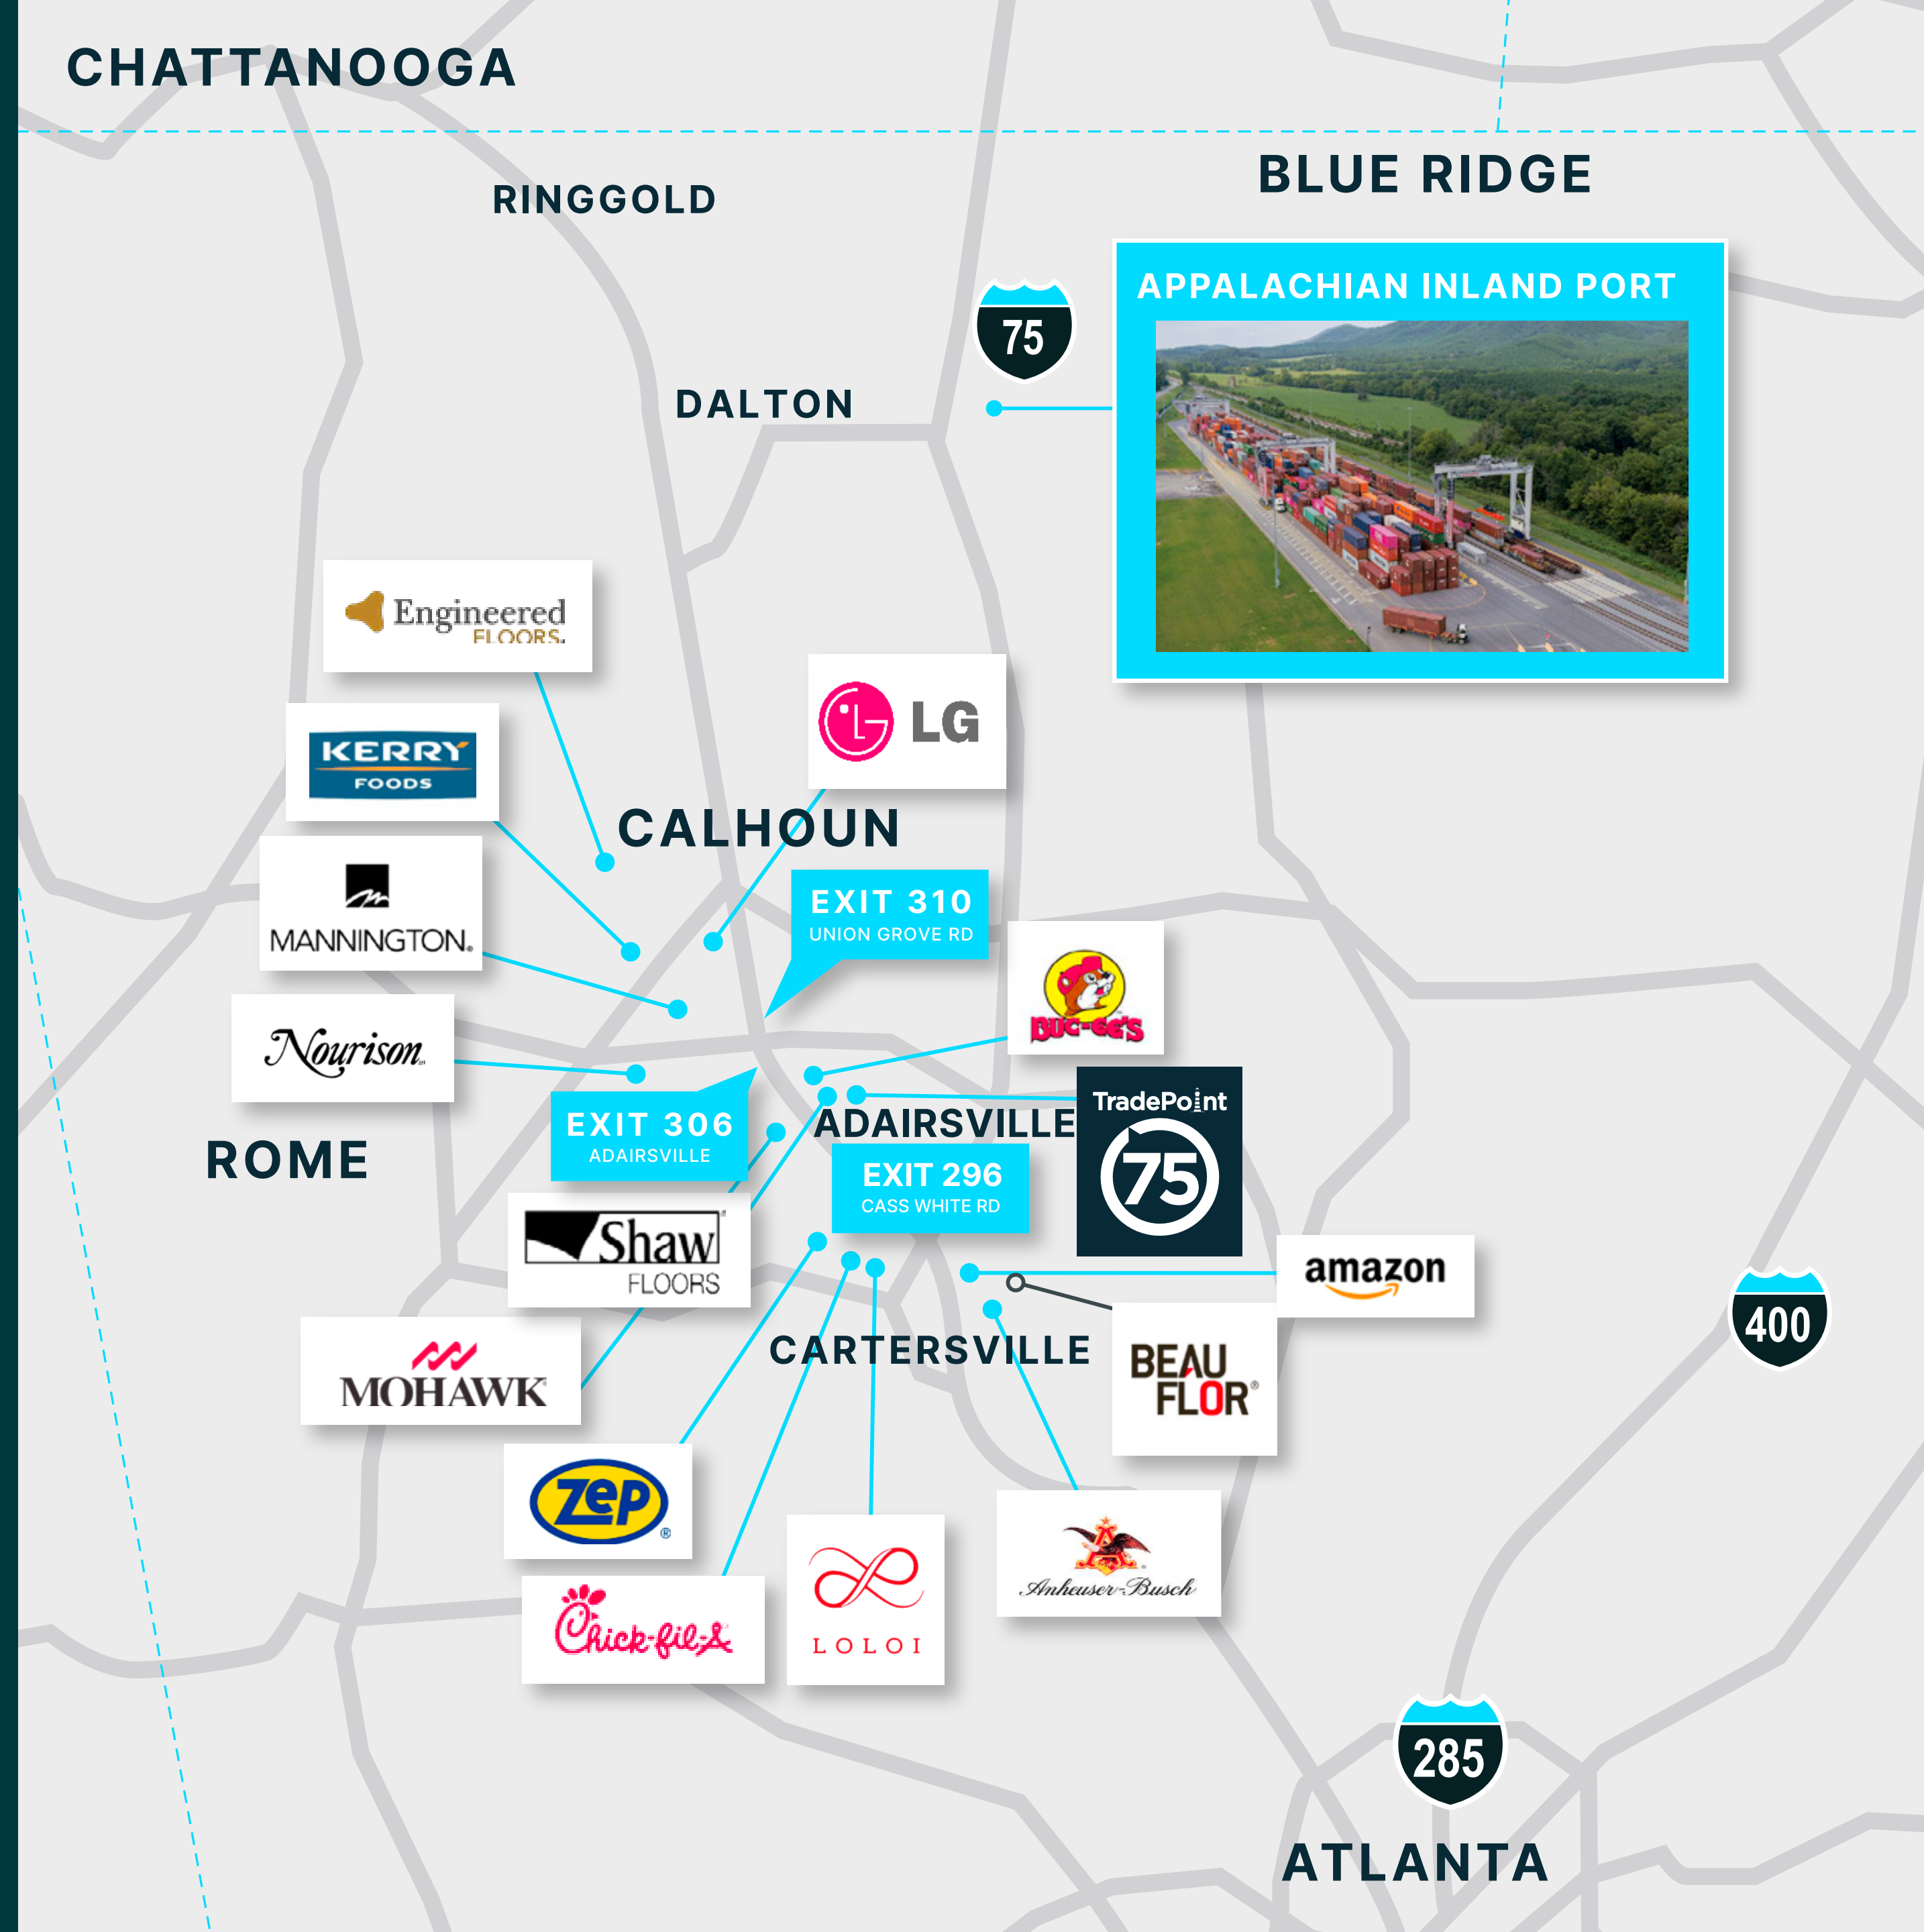 CHATTANOOGA
BLUE RIDGE
RINGGOLD
APPALACHIAN INLAND PORT
75
DALTON
Engineered
FLOORS.
LG
KERRY
FOODS
CALHOUN
MANNINGTON®
EXIT 310
UNION GROVE RD
BUC-EE'S
Nourison
TradePoint
75
EXIT 306
ADAIRSVILLE
ADAIRSVILLE
ROME
EXIT 296
CASS WHITE RD
Shaw
FLOORS
amazon
400
CARTERSVILLE
BEAU
FLOR®
MOHAWK
Zep®
Anheuser-Busch
Chick-fil-A
LOLOI
285
ATLANTA